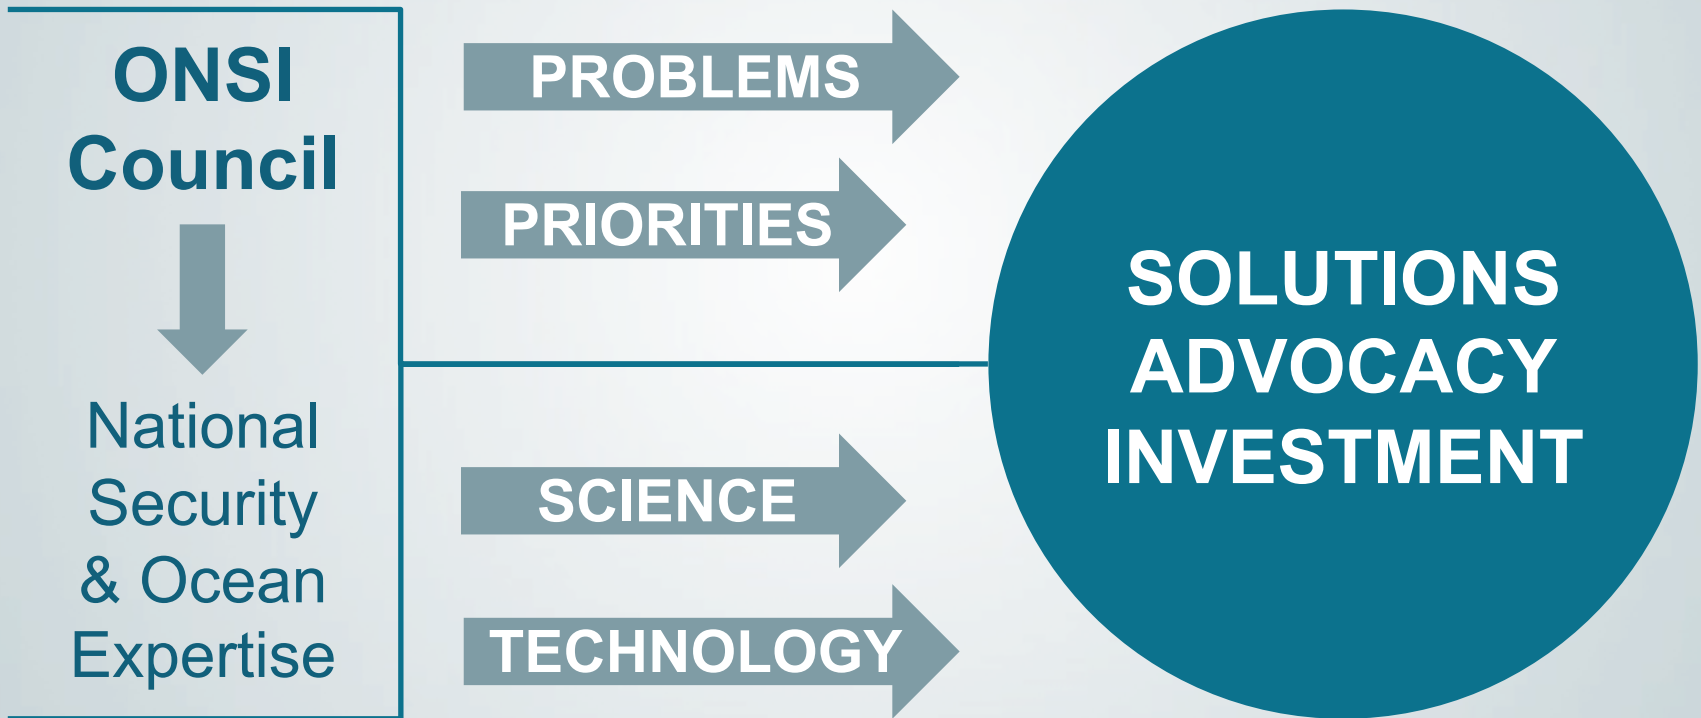 ONSI
Council
National
Security
& Ocean
Expertise
PROBLEMS
PRIORITIES
SCIENCE
TECHNOLOGY
SOLUTIONS
ADVOCACY
INVESTMENT